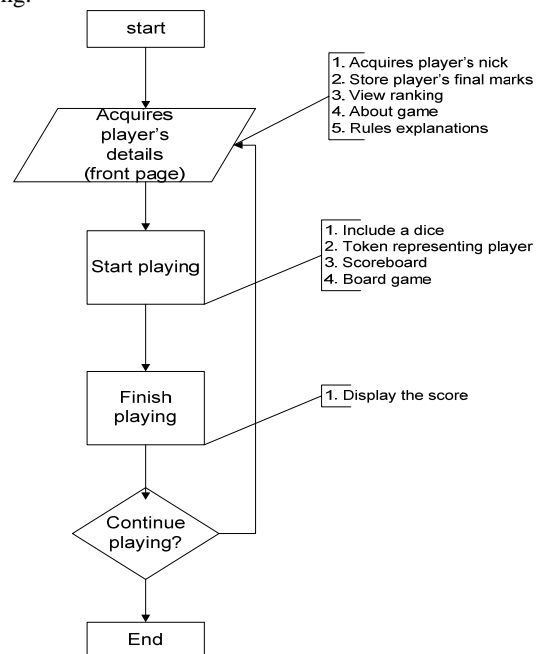 ng.
start
Acquires
player's
details
(front page)
1. Acquires player's nick
2. Store player's final marks
3. View ranking
4. About game
5. Rules explanations
Start playing
1. Include a dice
2. Token representing player
3. Scoreboard
4. Board game
Finish
playing
1. Display the score
Continue
playing?
End